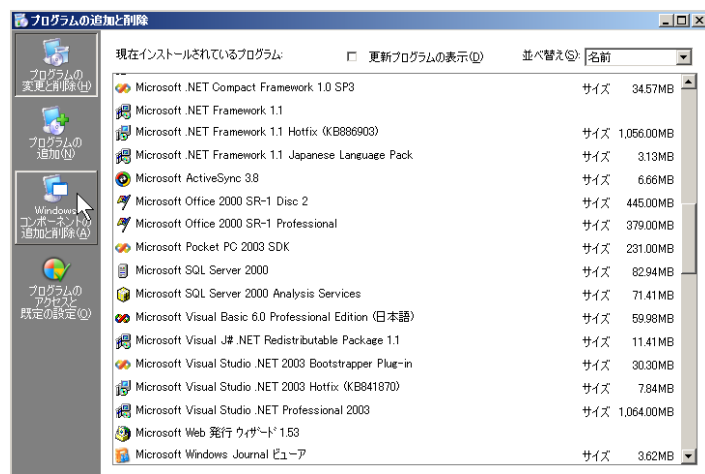 プログラムの追加と削除
プログラムの
変更と削除(H)
プログラムの
追加(N)
Windows
コンポーネントの
追加と削除(A)
プログラムの
アクセスと
既定の設定(O)
現在インストールされているプログラム:
更新プログラムの表示(D)
並べ替え(S): 名前
Microsoft .NET Compact Framework 1.0 SP3 サイズ 34.57MB
Microsoft .NET Framework 1.1
Microsoft .NET Framework 1.1 Hotfix (KB886903) サイズ 1,056.00MB
Microsoft .NET Framework 1.1 Japanese Language Pack サイズ 3.13MB
Microsoft ActiveSync 3.8 サイズ 6.66MB
Microsoft Office 2000 SR-1 Disc 2 サイズ 445.00MB
Microsoft Office 2000 SR-1 Professional サイズ 379.00MB
Microsoft Pocket PC 2003 SDK サイズ 231.00MB
Microsoft SQL Server 2000 サイズ 82.94MB
Microsoft SQL Server 2000 Analysis Services サイズ 71.41MB
Microsoft Visual Basic 6.0 Professional Edition (日本語) サイズ 59.98MB
Microsoft Visual J# .NET Redistributable Package 1.1 サイズ 11.41MB
Microsoft Visual Studio .NET 2003 Bootstrapper Plug-in サイズ 30.30MB
Microsoft Visual Studio .NET 2003 Hotfix (KB841870) サイズ 7.84MB
Microsoft Visual Studio .NET Professional 2003 サイズ 1,064.00MB
Microsoft Web 発行 ウィザード 1.53
Microsoft Windows Journal ビューア サイズ 3.62MB